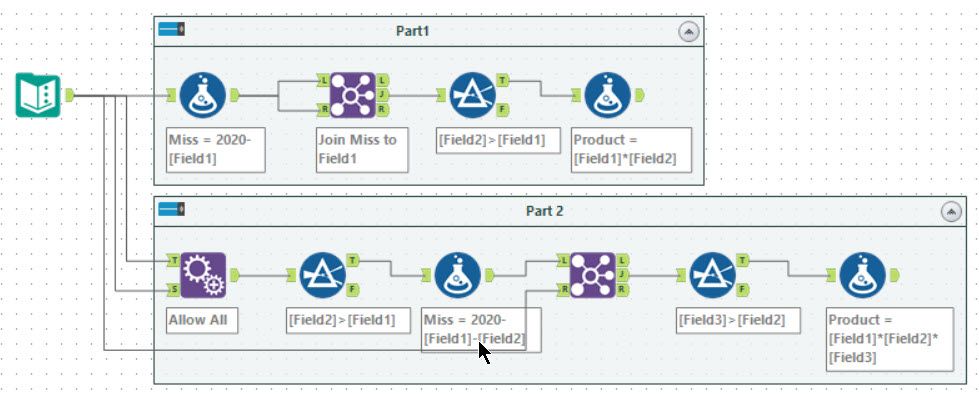 Part1
L
R
L
J
R
T
F
Miss = 2020-
[Field1]
Join Miss to
Field1
[Field2]>[Field1]
Product =
[Field1]*[Field2]
Part 2
T
S
T
F
L
R
L
J
R
T
F
Allow All
[Field2]>[Field1]
Miss = 2020-
[Field1]-[Field2]
[Field3]>[Field2]
Product =
[Field1]*[Field2]*
[Field3]